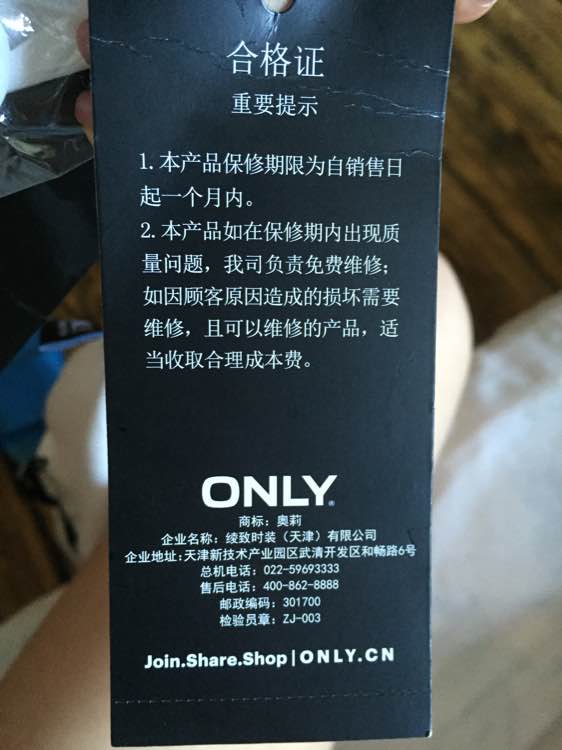 合格证
重要提示
1.本产品保修期限为自销售日
起一个月内。
2.本产品如在保修期内出现质
量问题，我司负责免费维修；
如因顾客原因造成的损坏需要
维修，且可以维修的产品，适
当收取合理成本费。
ONLY®
商标：奥莉
企业名称：绫致时装（天津）有限公司
企业地址：天津新技术产业园区武清开发区和畅路6号
总机电话：022-59693333
售后电话：400-862-8888
邮政编码：301700
检验员章：ZJ-003
Join.Share.Shop|ONLY.CN